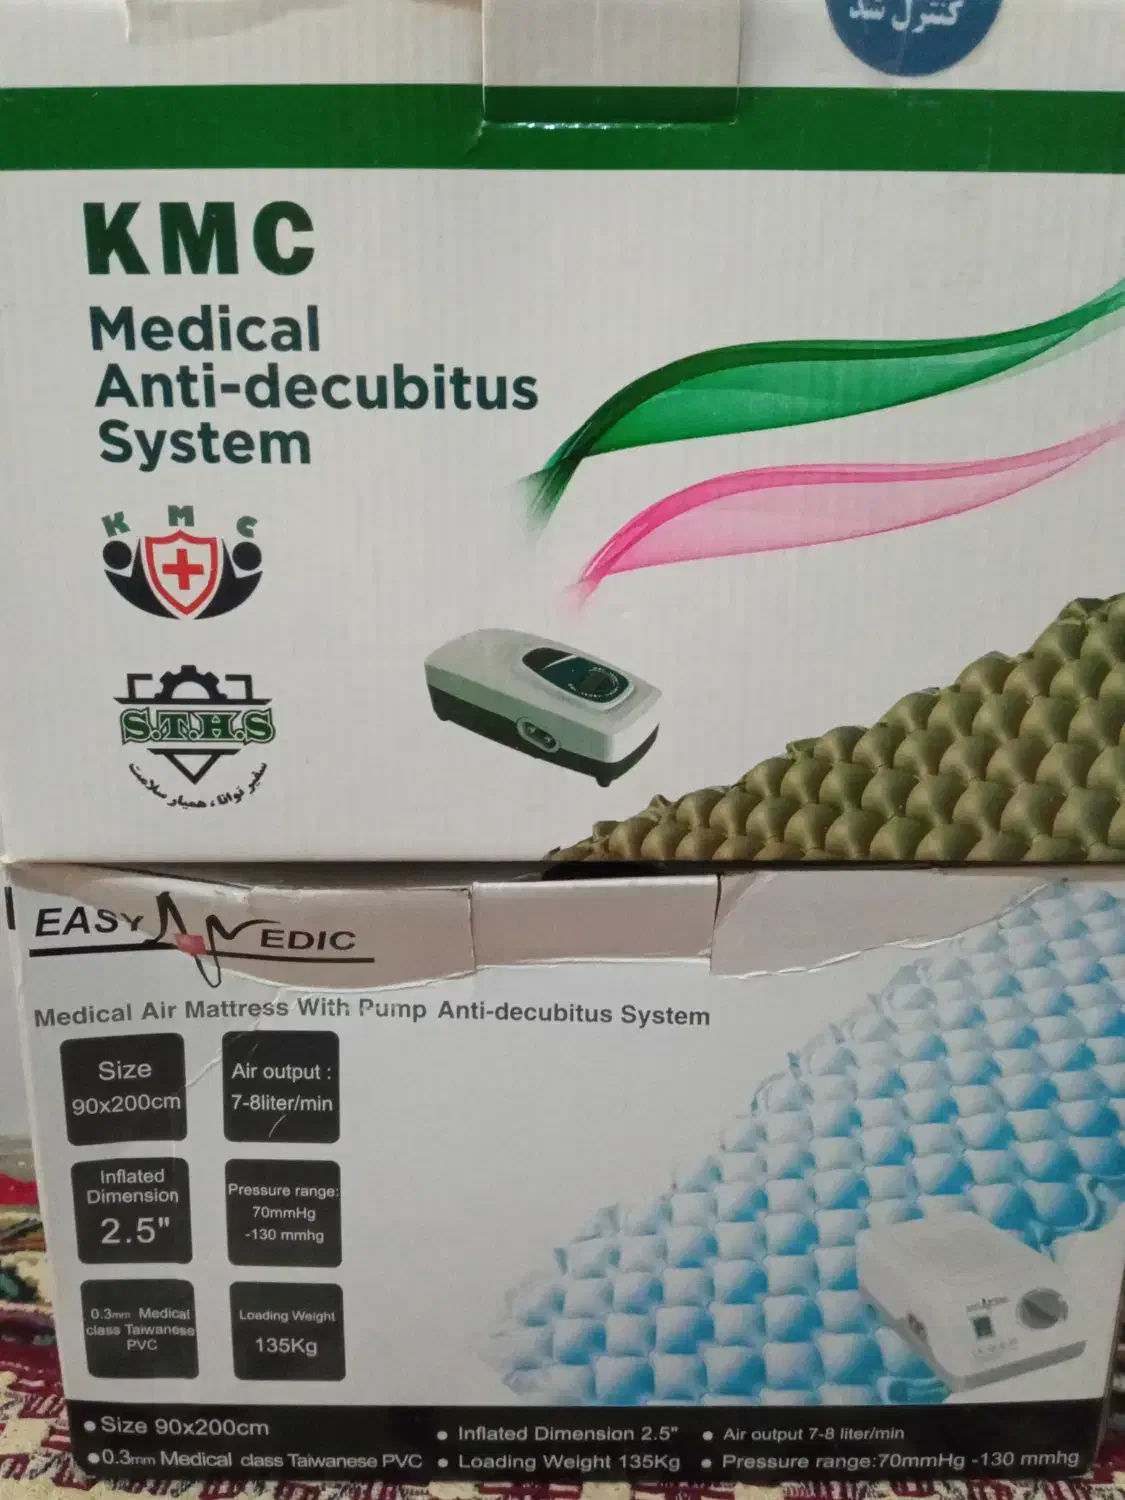 کنترل شد
KMC
Medical
Anti-decubitus
System
K M C
S.T.H.S
سفیر توانا، همیار سلامت
EASY MEDIC
Medical Air Mattress With Pump Anti-decubitus System
Size
90x200cm
Air output :
7-8liter/min
Inflated
Dimension
2.5"
Pressure range:
70mmHg
-130 mmhg
0.3mm Medical
class Taiwanese
PVC
Loading Weight
135Kg
• Size 90x200cm
• Inflated Dimension 2.5"
• Air output 7-8 liter/min
• 0.3mm Medical class Taiwanese PVC
• Loading Weight 135Kg
• Pressure range:70mmHg -130 mmhg